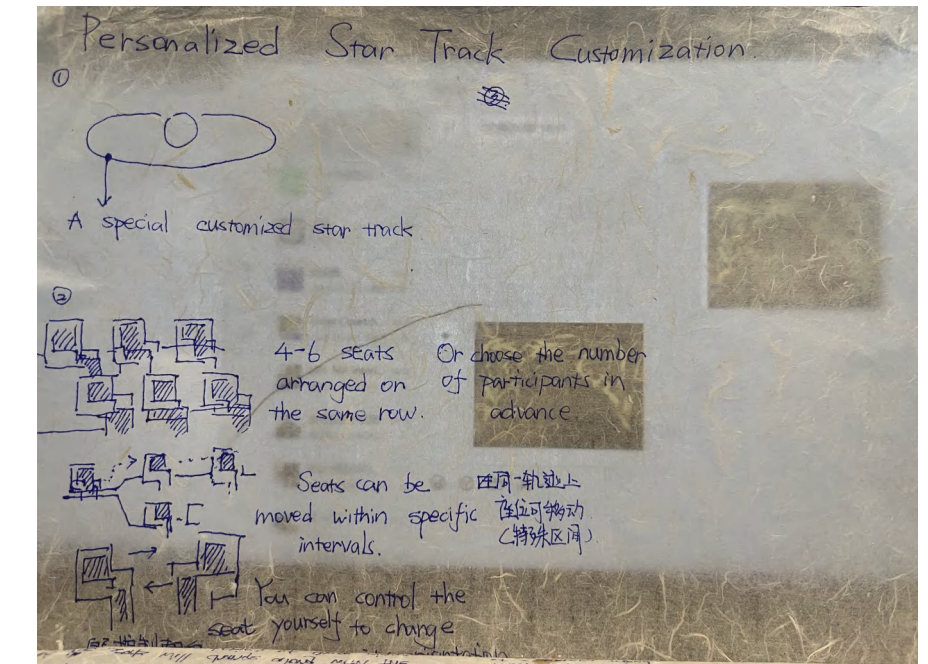 Personalized Star Track Customization.
①
A special customized star track.
②
4-6 seats
arranged on
the same row.
Or choose the number
of participants in
advance.
Seats can be
moved within specific
intervals.
在同一轨迹上
座位可移动
(特殊区间)
You can control the
seat yourself to change
orientation